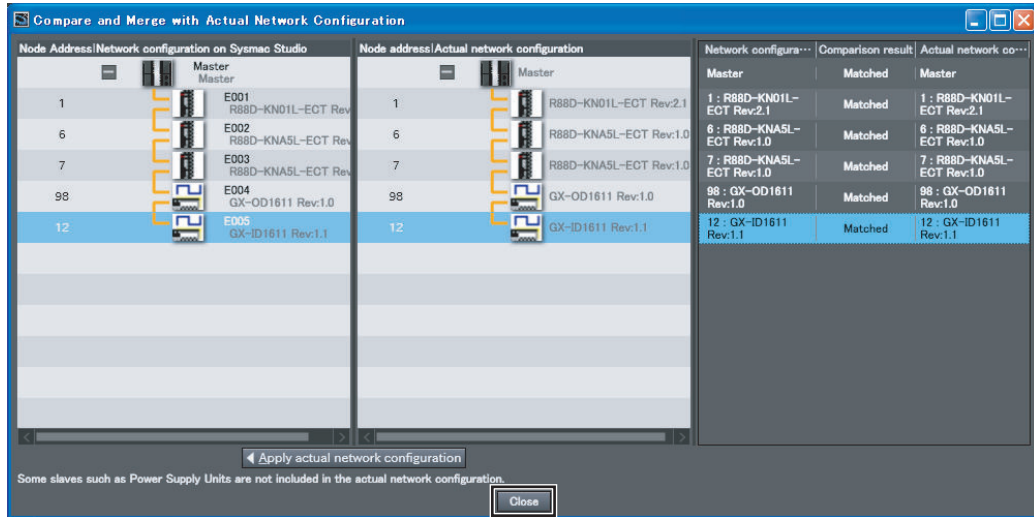 Compare and Merge with Actual Network Configuration
Node Address|Network configuration on Sysmac Studio
Master
Master
1
E001
R88D-KN01L-ECT Rev
6
E002
R88D-KNA5L-ECT Rev
7
E003
R88D-KNA5L-ECT Rev
98
E004
GX-OD1611 Rev:1.0
12
E005
GX-ID1611 Rev:1.1
Node address|Actual network configuration
Master
1
R88D-KN01L-ECT Rev:2.1
6
R88D-KNA5L-ECT Rev:1.0
7
R88D-KNA5L-ECT Rev:1.0
98
GX-OD1611 Rev:1.0
12
GX-ID1611 Rev:1.1
Network configura… Comparison result Actual network co…
Master Matched Master
1 : R88D-KN01L-
ECT Rev:2.1
Matched
1 : R88D-KN01L-
ECT Rev:2.1
6 : R88D-KNA5L-
ECT Rev:1.0
Matched
6 : R88D-KNA5L-
ECT Rev:1.0
7 : R88D-KNA5L-
ECT Rev:1.0
Matched
7 : R88D-KNA5L-
ECT Rev:1.0
98 : GX-OD1611
Rev:1.0
Matched
98 : GX-OD1611
Rev:1.0
12 : GX-ID1611
Rev:1.1
Matched
12 : GX-ID1611
Rev:1.1
Apply actual network configuration
Some slaves such as Power Supply Units are not included in the actual network configuration.
Close